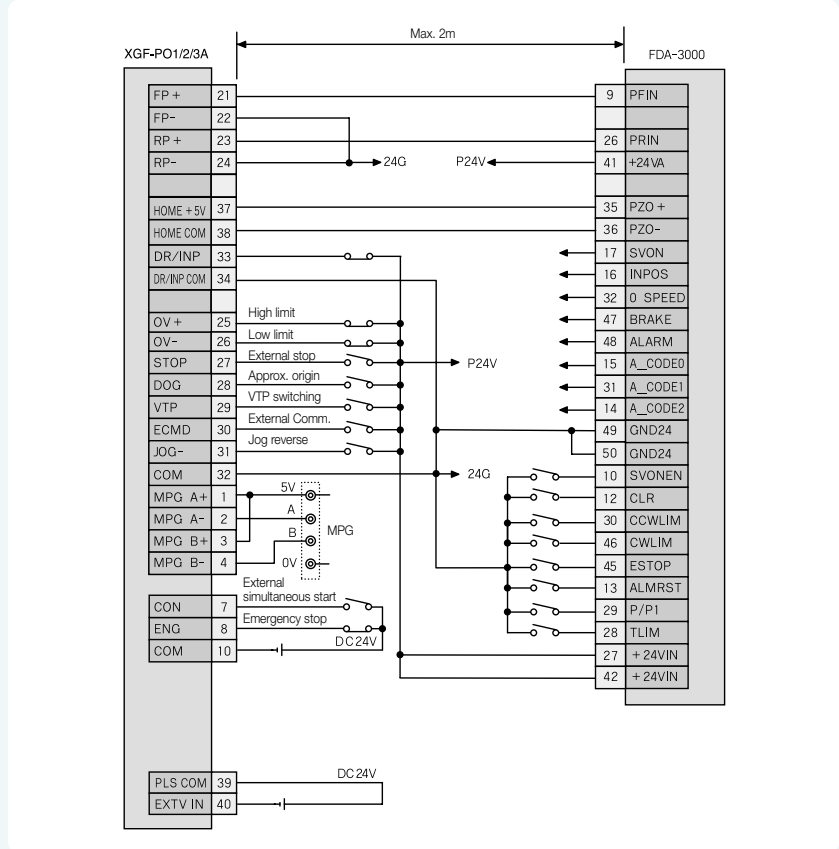 Max. 2m
XGF-PO1/2/3A
FDA-3000
FP + 21
9 PFIN
FP- 22
RP + 23
26 PRIN
RP- 24
24G
P24V
41 +24VA
HOME +5V 37
35 PZO +
HOME COM 38
36 PZO-
DR/INP 33
17 SVON
DR/INP COM 34
16 INPOS
32 0 SPEED
High limit
OV + 25
47 BRAKE
Low limit
OV- 26
48 ALARM
External stop
STOP 27
P24V
15 A_CODE0
Approx. origin
DOG 28
31 A_CODE1
VTP switching
VTP 29
14 A_CODE2
External Comm.
ECMD 30
49 GND24
Jog reverse
JOG- 31
50 GND24
COM 32
24G
10 SVONEN
5V
MPG A+ 1
12 CLR
A
MPG A- 2
30 CCWLIM
MPG
B
MPG B+ 3
46 CWLIM
0V
MPG B- 4
45 ESTOP
External
simultaneous start
13 ALMRST
CON 7
29 P/P1
Emergency stop
ENG 8
28 TLIM
DC24V
COM 10
27 +24VIN
42 +24VIN
DC24V
PLS COM 39
EXTV IN 40